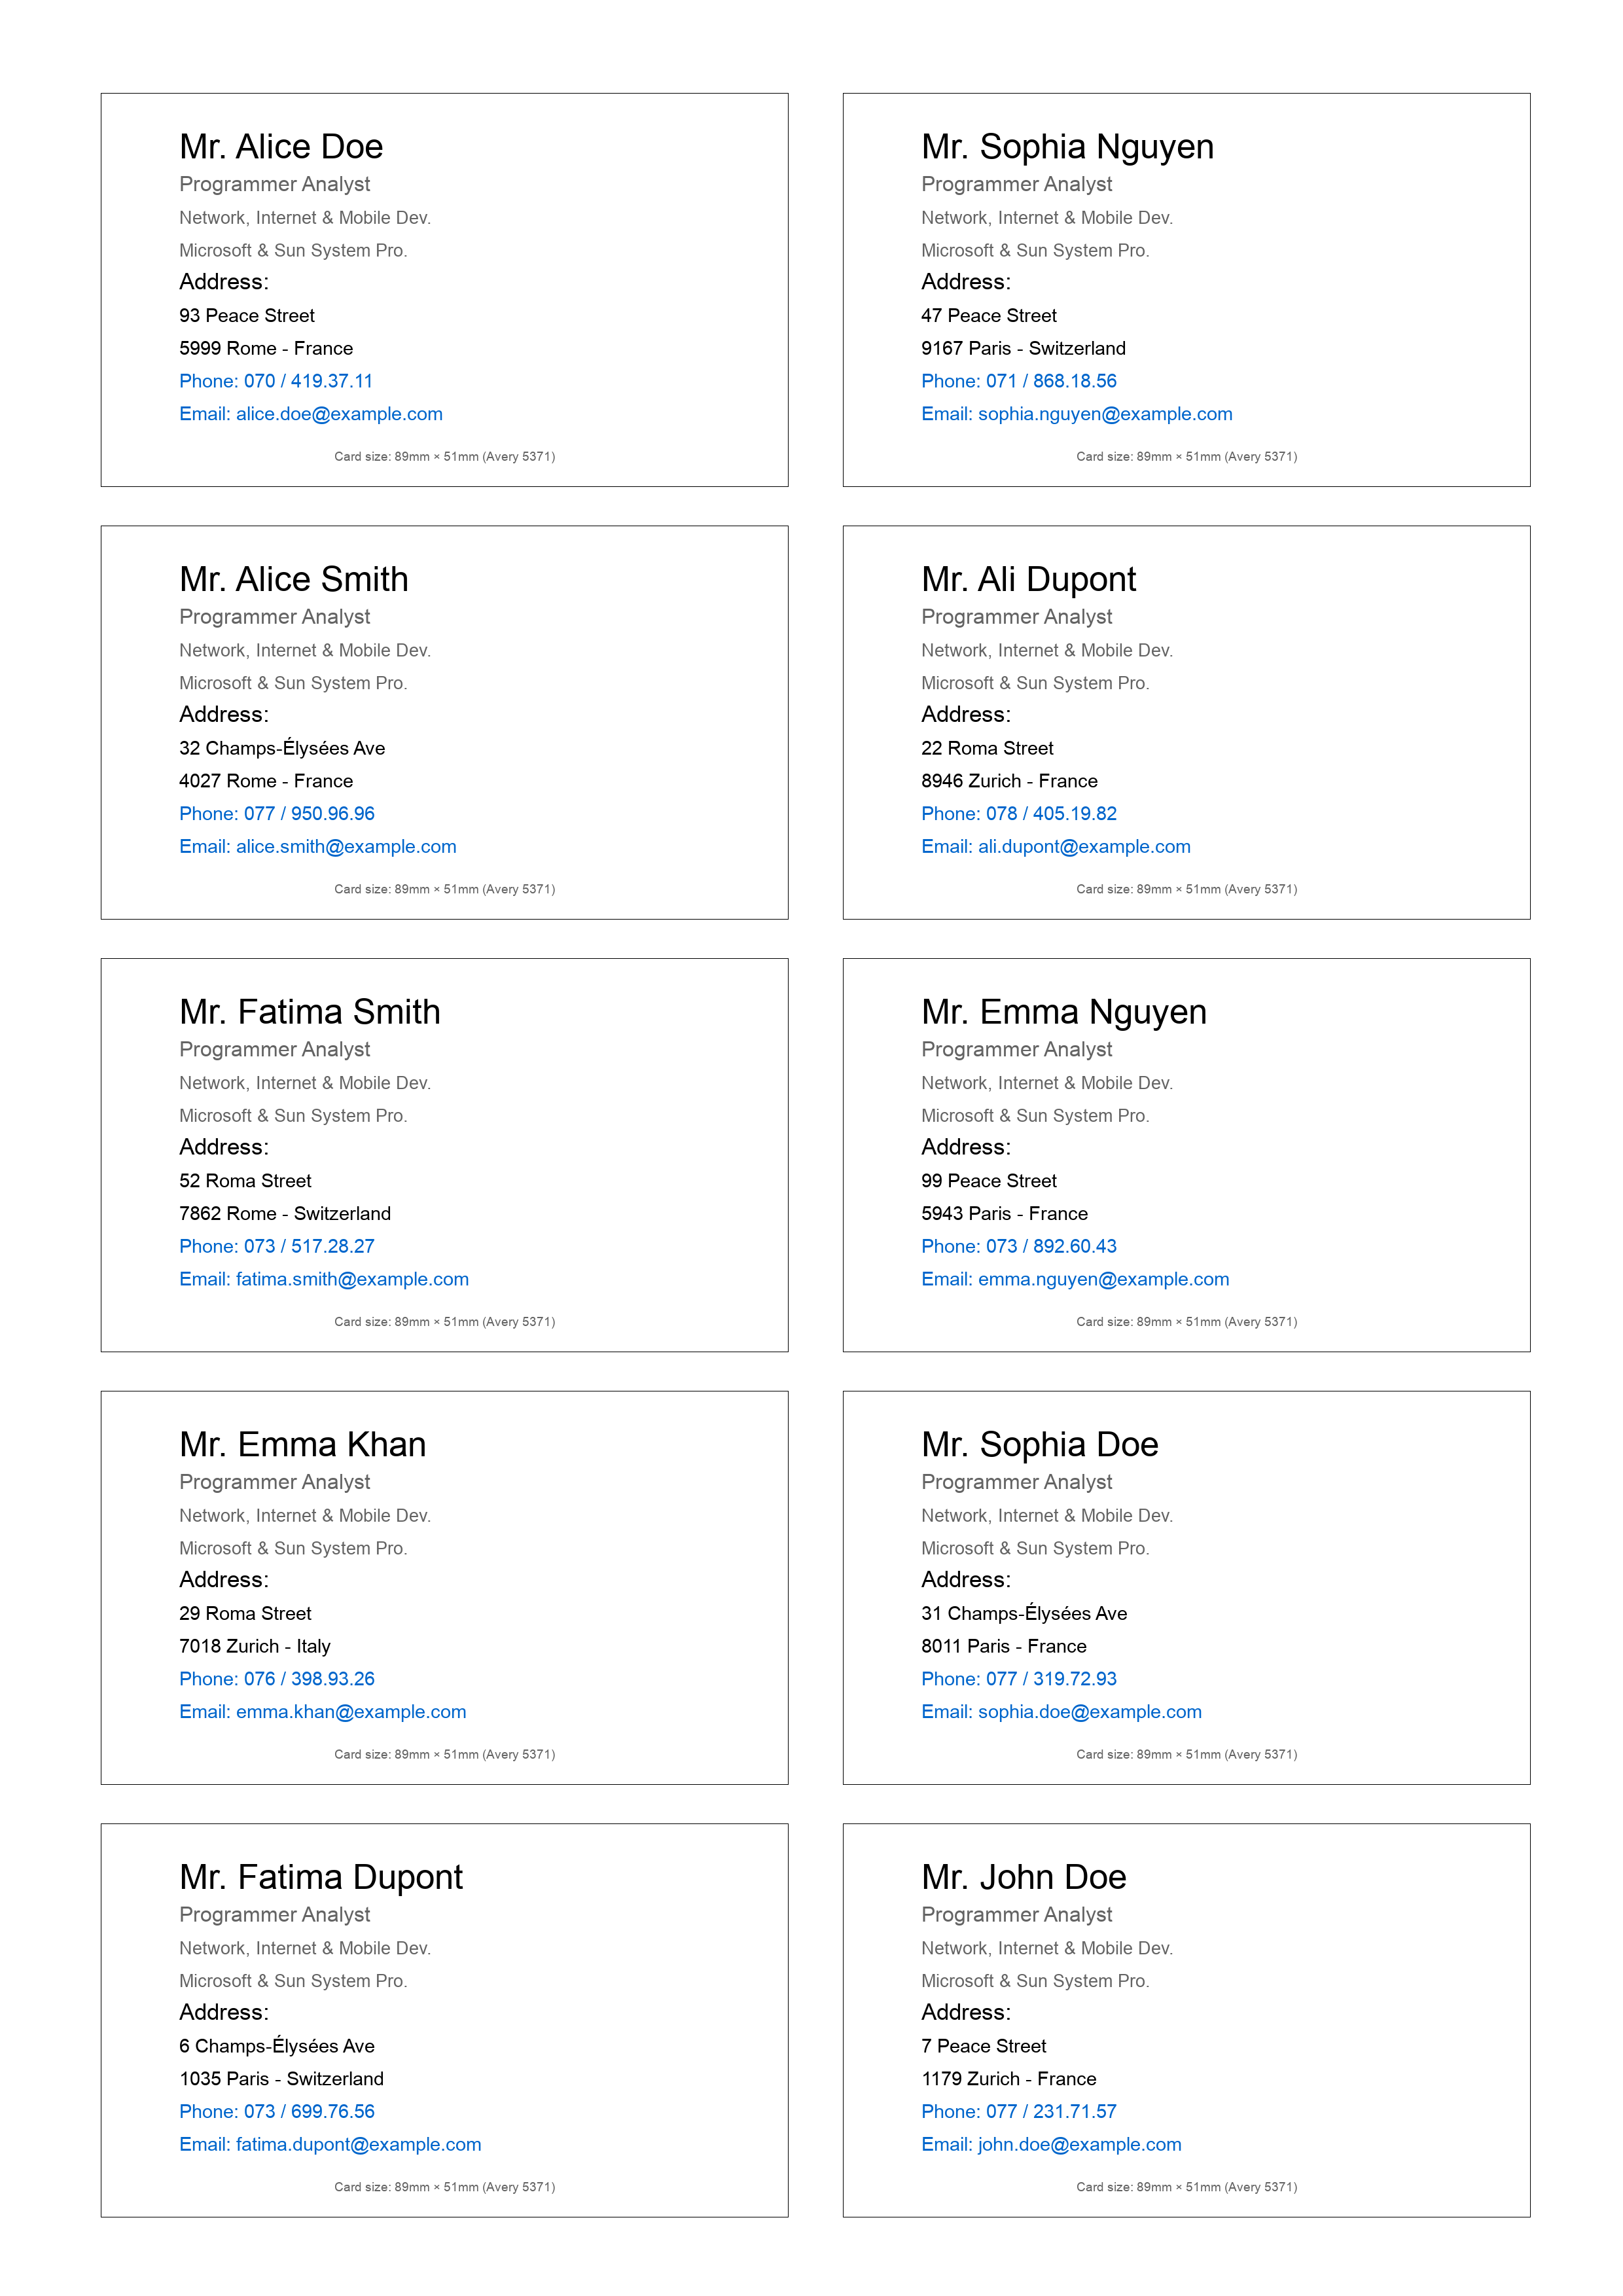 Mr. Alice Doe
Programmer Analyst
Network, Internet & Mobile Dev.
Microsoft & Sun System Pro.
Address:
93 Peace Street
5999 Rome - France
Phone: 070 / 419.37.11
Email: alice.doe@example.com
Card size: 89mm × 51mm (Avery 5371)
Mr. Sophia Nguyen
Programmer Analyst
Network, Internet & Mobile Dev.
Microsoft & Sun System Pro.
Address:
47 Peace Street
9167 Paris - Switzerland
Phone: 071 / 868.18.56
Email: sophia.nguyen@example.com
Card size: 89mm × 51mm (Avery 5371)
Mr. Alice Smith
Programmer Analyst
Network, Internet & Mobile Dev.
Microsoft & Sun System Pro.
Address:
32 Champs-Élysées Ave
4027 Rome - France
Phone: 077 / 950.96.96
Email: alice.smith@example.com
Card size: 89mm × 51mm (Avery 5371)
Mr. Ali Dupont
Programmer Analyst
Network, Internet & Mobile Dev.
Microsoft & Sun System Pro.
Address:
22 Roma Street
8946 Zurich - France
Phone: 078 / 405.19.82
Email: ali.dupont@example.com
Card size: 89mm × 51mm (Avery 5371)
Mr. Fatima Smith
Programmer Analyst
Network, Internet & Mobile Dev.
Microsoft & Sun System Pro.
Address:
52 Roma Street
7862 Rome - Switzerland
Phone: 073 / 517.28.27
Email: fatima.smith@example.com
Card size: 89mm × 51mm (Avery 5371)
Mr. Emma Nguyen
Programmer Analyst
Network, Internet & Mobile Dev.
Microsoft & Sun System Pro.
Address:
99 Peace Street
5943 Paris - France
Phone: 073 / 892.60.43
Email: emma.nguyen@example.com
Card size: 89mm × 51mm (Avery 5371)
Mr. Emma Khan
Programmer Analyst
Network, Internet & Mobile Dev.
Microsoft & Sun System Pro.
Address:
29 Roma Street
7018 Zurich - Italy
Phone: 076 / 398.93.26
Email: emma.khan@example.com
Card size: 89mm × 51mm (Avery 5371)
Mr. Sophia Doe
Programmer Analyst
Network, Internet & Mobile Dev.
Microsoft & Sun System Pro.
Address:
31 Champs-Élysées Ave
8011 Paris - France
Phone: 077 / 319.72.93
Email: sophia.doe@example.com
Card size: 89mm × 51mm (Avery 5371)
Mr. Fatima Dupont
Programmer Analyst
Network, Internet & Mobile Dev.
Microsoft & Sun System Pro.
Address:
6 Champs-Élysées Ave
1035 Paris - Switzerland
Phone: 073 / 699.76.56
Email: fatima.dupont@example.com
Card size: 89mm × 51mm (Avery 5371)
Mr. John Doe
Programmer Analyst
Network, Internet & Mobile Dev.
Microsoft & Sun System Pro.
Address:
7 Peace Street
1179 Zurich - France
Phone: 077 / 231.71.57
Email: john.doe@example.com
Card size: 89mm × 51mm (Avery 5371)